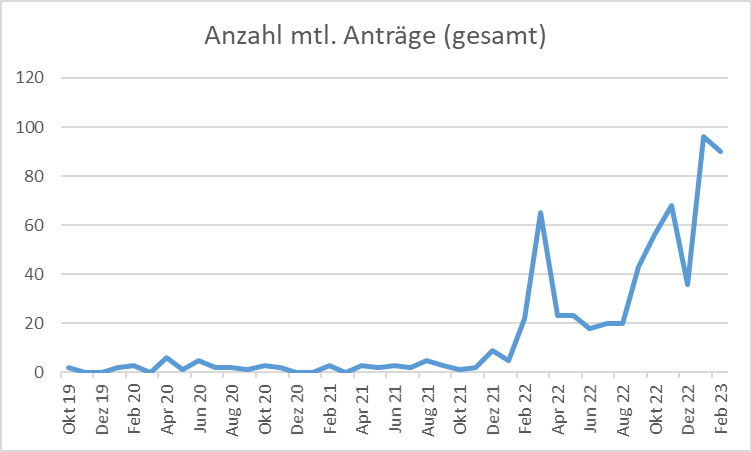 Anzahl mtl. Anträge (gesamt)
120
100
80
60
40
20
0
Okt 19
Dez 19
Feb 20
Apr 20
Jun 20
Aug 20
Okt 20
Dez 20
Feb 21
Apr 21
Jun 21
Aug 21
Okt 21
Dez 21
Feb 22
Apr 22
Jun 22
Aug 22
Okt 22
Dez 22
Feb 23